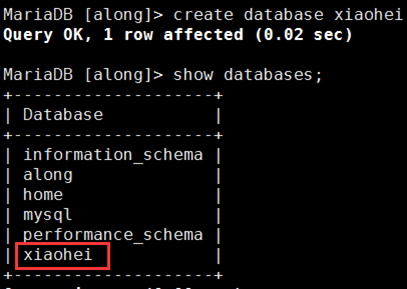 MariaDB [along]> create database xiaohei
Query OK, 1 row affected (0.02 sec)
MariaDB [along]> show databases;
+--------------------+
| Database           |
+--------------------+
| information_schema |
| along              |
| home               |
| mysql              |
| performance_schema |
| xiaohei            |
+--------------------+